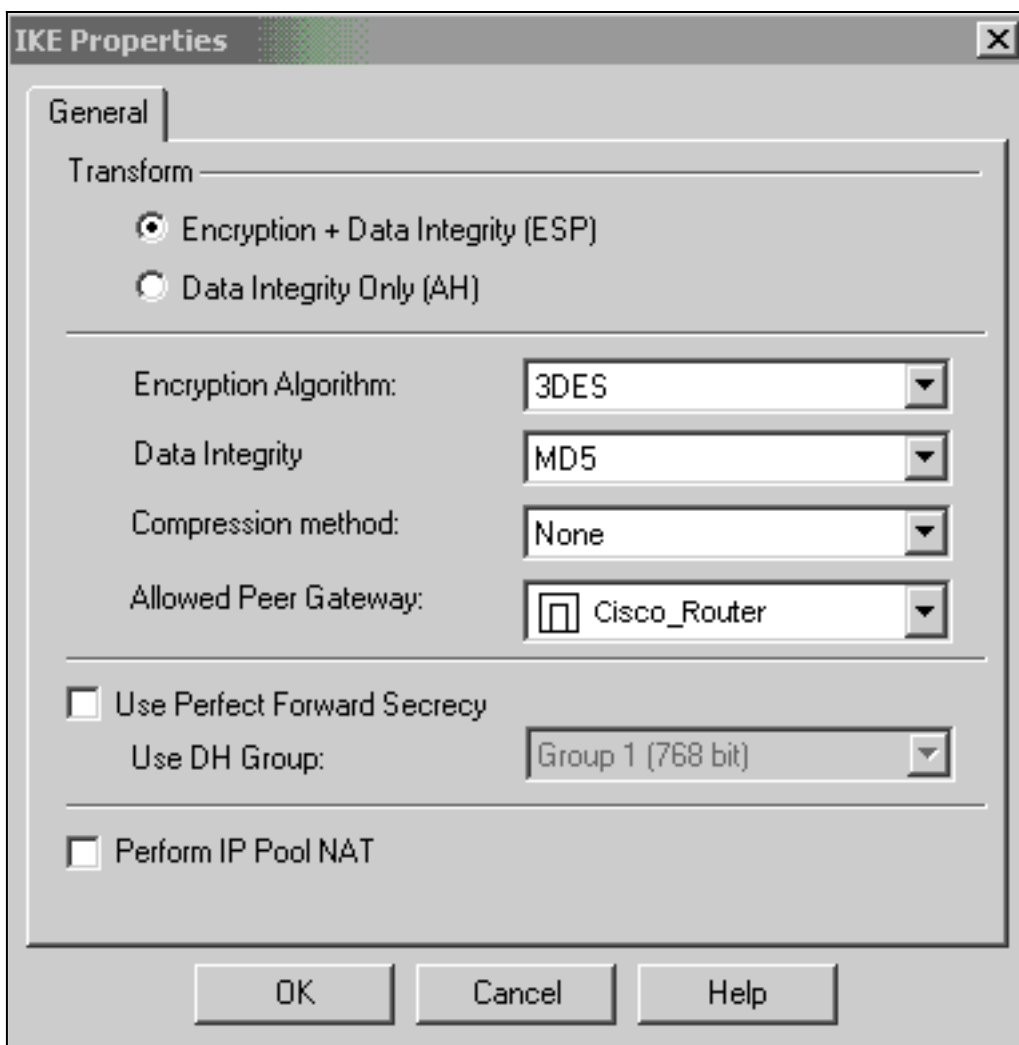 IKE Properties
General
Transform
Encryption + Data Integrity (ESP)
Data Integrity Only (AH)
Encryption Algorithm: 3DES
Data Integrity MD5
Compression method: None
Allowed Peer Gateway: Cisco_Router
Use Perfect Forward Secrecy
Use DH Group: Group 1 (768 bit)
Perform IP Pool NAT
OK Cancel Help